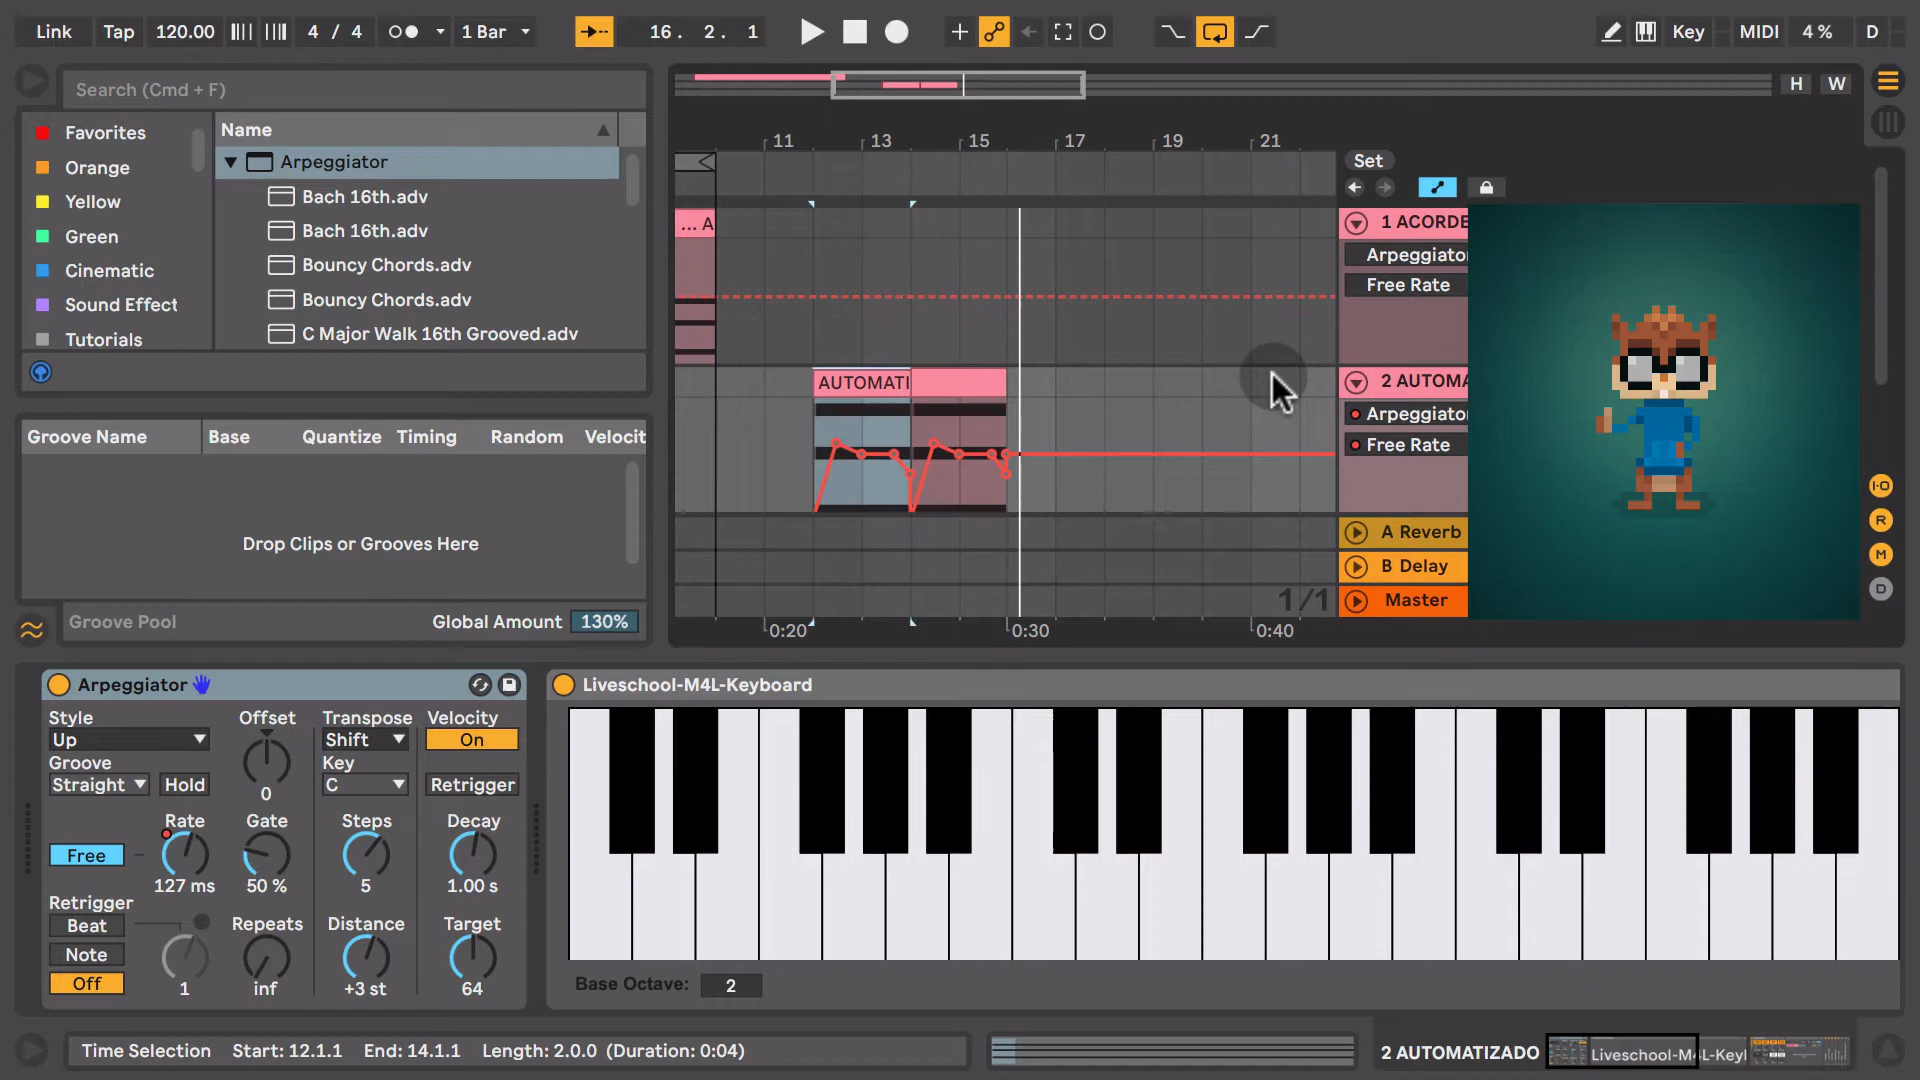 Link Tap 120.00 4 / 4 1 Bar 16. 2. 1 Key MIDI 4 % D
Search (Cmd + F)
H W
Favorites
Orange
Yellow
Green
Cinematic
Sound Effect
Tutorials
Name
Arpeggiator
Bach 16th.adv
Bach 16th.adv
Bouncy Chords.adv
Bouncy Chords.adv
C Major Walk 16th Grooved.adv
11 13 15 17 19 21
Set
... A
1 ACORDE
Arpeggiato
Free Rate
AUTOMATI
2 AUTOMA
Arpeggiato
Free Rate
A Reverb
B Delay
1/1
Master
0:20 0:30 0:40
I·O
R
M
D
Groove Name Base Quantize Timing Random Velocit
Drop Clips or Grooves Here
Groove Pool Global Amount 130%
Arpeggiator
Style
Up
Groove
Straight Hold
Offset
0
Transpose
Shift
Key
C
Velocity
On
Retrigger
Free
Rate
127 ms
Gate
50 %
Steps
5
Decay
1.00 s
Retrigger
Beat
Note
Off
1
Repeats
inf
Distance
+3 st
Target
64
Liveschool-M4L-Keyboard
Base Octave: 2
Time Selection Start: 12.1.1 End: 14.1.1 Length: 2.0.0 (Duration: 0:04)
2 AUTOMATIZADO
Liveschool-M4L-Keyl